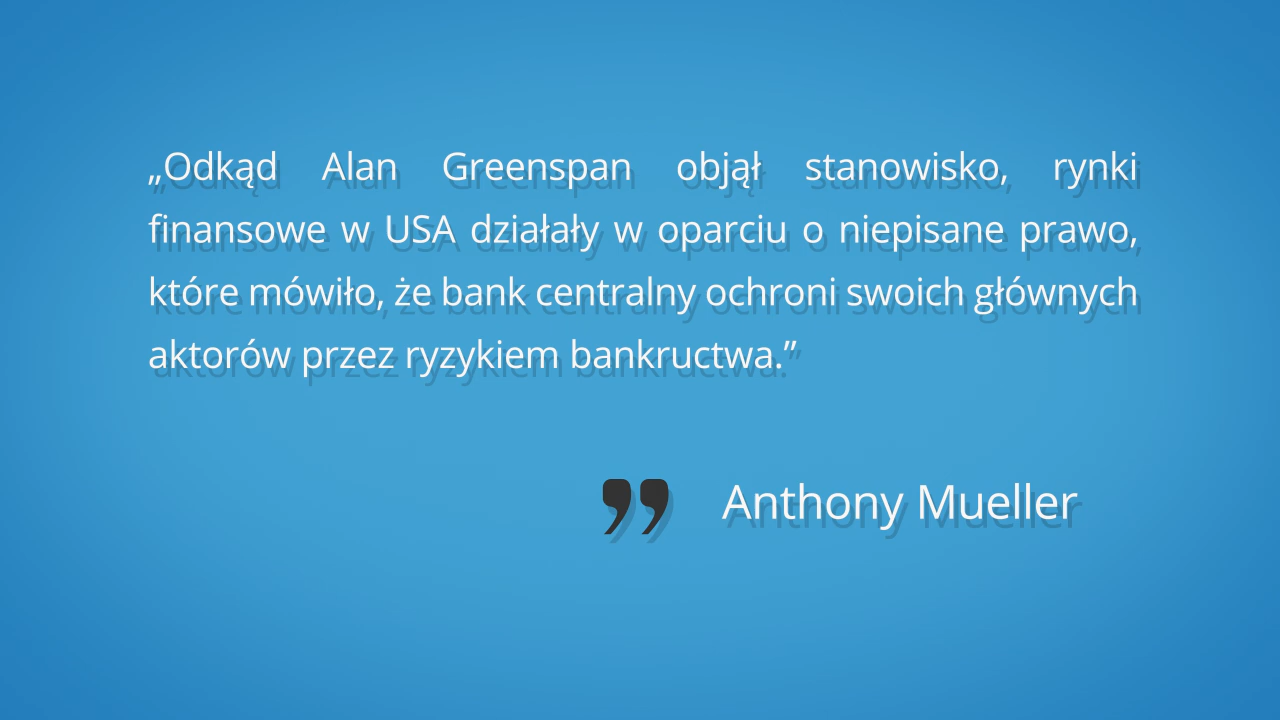 „Odkąd Alan Greenspan objął stanowisko, rynki
finansowe w USA działały w oparciu o niepisane prawo,
które mówiło, że bank centralny ochroni swoich głównych
aktorów przez ryzykiem bankructwa.”
” Anthony Mueller